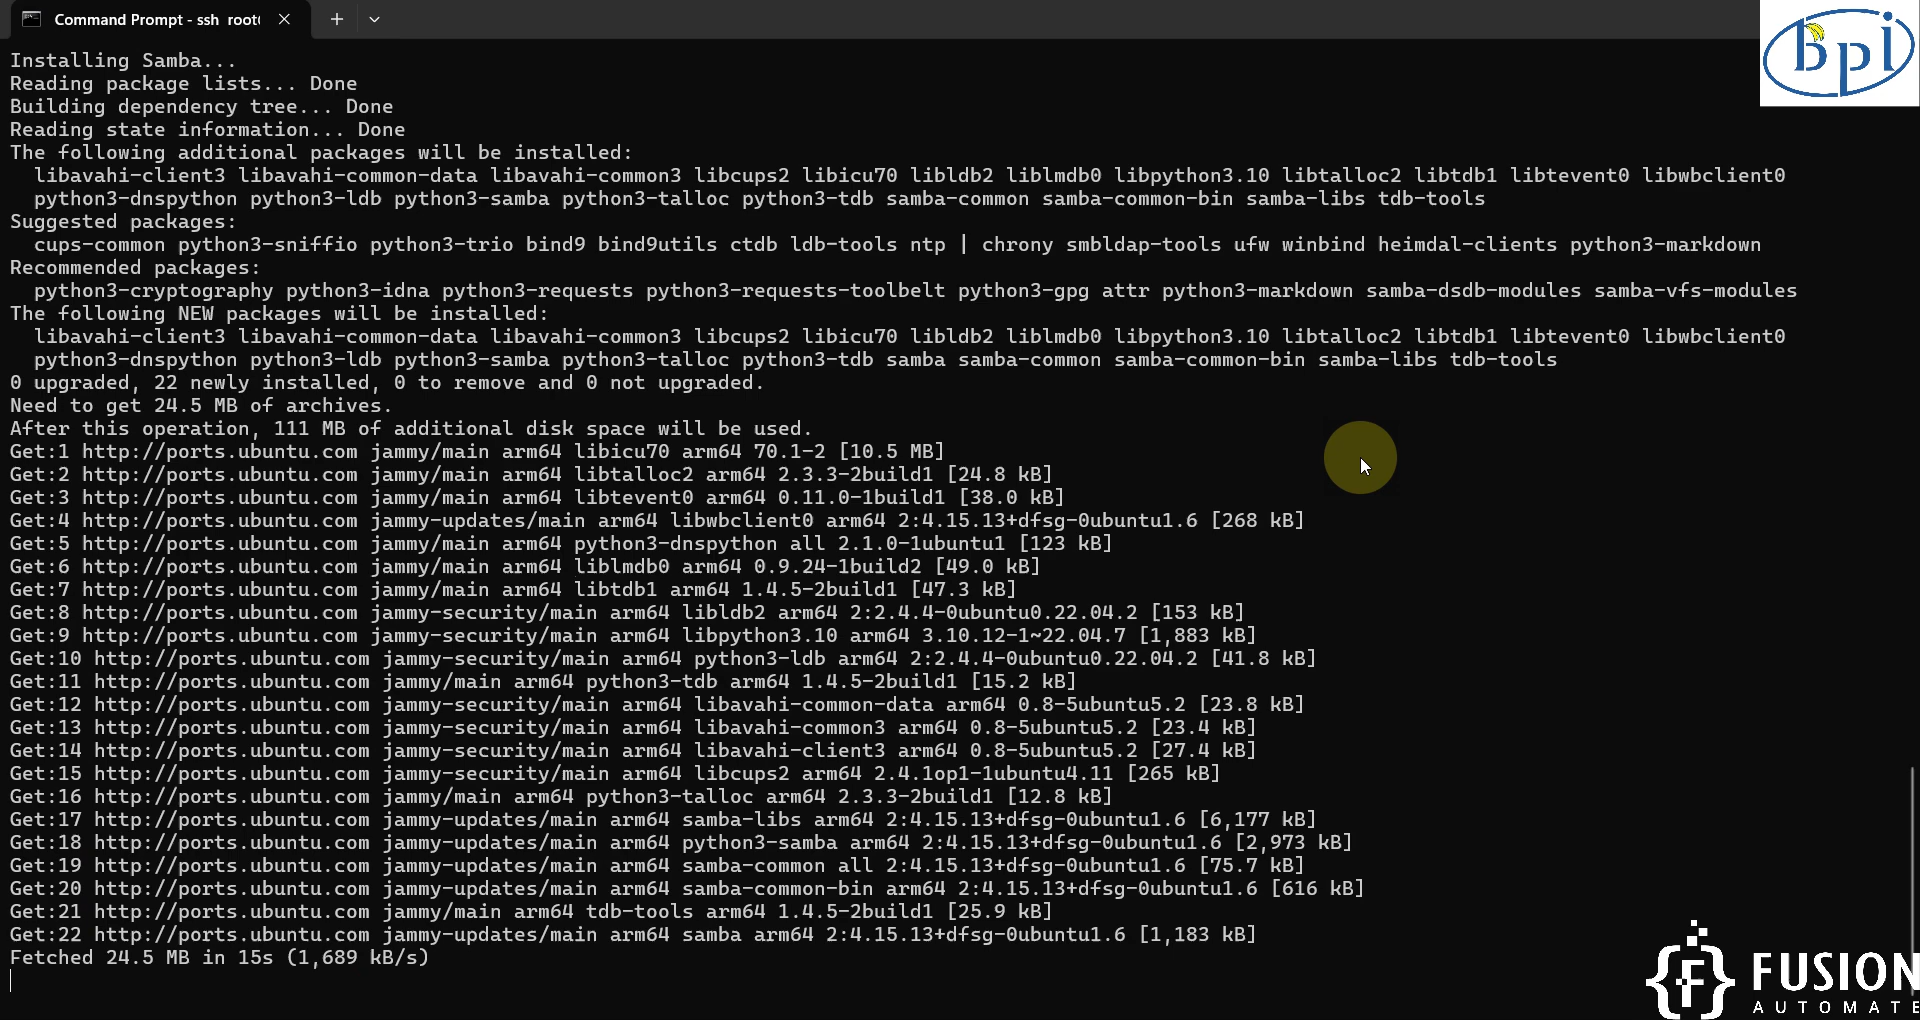 Command Prompt - ssh root(
Installing Samba...
Reading package lists... Done
Building dependency tree... Done
Reading state information... Done
The following additional packages will be installed:
libavahi-client3 libavahi-common-data libavahi-common3 libcups2 libicu70 libldb2 liblmdb0 libpython3.10 libtalloc2 libtdb1 libtevent0 libwbclient0
python3-dnspython python3-ldb python3-samba python3-talloc python3-tdb samba-common samba-common-bin samba-libs tdb-tools
Suggested packages:
cups-common python3-sniffio python3-trio bind9 bind9utils ctdb ldb-tools ntp | chrony smbldap-tools ufw winbind heimdal-clients python3-markdown
Recommended packages:
python3-cryptography python3-idna python3-requests python3-requests-toolbelt python3-gpg attr python3-markdown samba-dsdb-modules samba-vfs-modules
The following NEW packages will be installed:
libavahi-client3 libavahi-common-data libavahi-common3 libcups2 libicu70 libldb2 liblmdb0 libpython3.10 libtalloc2 libtdb1 libtevent0 libwbclient0
python3-dnspython python3-ldb python3-samba python3-talloc python3-tdb samba samba-common samba-common-bin samba-libs tdb-tools
0 upgraded, 22 newly installed, 0 to remove and 0 not upgraded.
Need to get 24.5 MB of archives.
After this operation, 111 MB of additional disk space will be used.
Get:1 http://ports.ubuntu.com jammy/main arm64 libicu70 arm64 70.1-2 [10.5 MB]
Get:2 http://ports.ubuntu.com jammy/main arm64 libtalloc2 arm64 2.3.3-2build1 [24.8 kB]
Get:3 http://ports.ubuntu.com jammy/main arm64 libtevent0 arm64 0.11.0-1build1 [38.0 kB]
Get:4 http://ports.ubuntu.com jammy-updates/main arm64 libwbclient0 arm64 2:4.15.13+dfsg-0ubuntu1.6 [268 kB]
Get:5 http://ports.ubuntu.com jammy/main arm64 python3-dnspython all 2.1.0-1ubuntu1 [123 kB]
Get:6 http://ports.ubuntu.com jammy/main arm64 liblmdb0 arm64 0.9.24-1build2 [49.0 kB]
Get:7 http://ports.ubuntu.com jammy/main arm64 libtdb1 arm64 1.4.5-2build1 [47.3 kB]
Get:8 http://ports.ubuntu.com jammy-security/main arm64 libldb2 arm64 2:2.4.4-0ubuntu0.22.04.2 [153 kB]
Get:9 http://ports.ubuntu.com jammy-security/main arm64 libpython3.10 arm64 3.10.12-1~22.04.7 [1,883 kB]
Get:10 http://ports.ubuntu.com jammy-security/main arm64 python3-ldb arm64 2:2.4.4-0ubuntu0.22.04.2 [41.8 kB]
Get:11 http://ports.ubuntu.com jammy/main arm64 python3-tdb arm64 1.4.5-2build1 [15.2 kB]
Get:12 http://ports.ubuntu.com jammy-security/main arm64 libavahi-common-data arm64 0.8-5ubuntu5.2 [23.8 kB]
Get:13 http://ports.ubuntu.com jammy-security/main arm64 libavahi-common3 arm64 0.8-5ubuntu5.2 [23.4 kB]
Get:14 http://ports.ubuntu.com jammy-security/main arm64 libavahi-client3 arm64 0.8-5ubuntu5.2 [27.4 kB]
Get:15 http://ports.ubuntu.com jammy-security/main arm64 libcups2 arm64 2.4.1op1-1ubuntu4.11 [265 kB]
Get:16 http://ports.ubuntu.com jammy/main arm64 python3-talloc arm64 2.3.3-2build1 [12.8 kB]
Get:17 http://ports.ubuntu.com jammy-updates/main arm64 samba-libs arm64 2:4.15.13+dfsg-0ubuntu1.6 [6,177 kB]
Get:18 http://ports.ubuntu.com jammy-updates/main arm64 python3-samba arm64 2:4.15.13+dfsg-0ubuntu1.6 [2,973 kB]
Get:19 http://ports.ubuntu.com jammy-updates/main arm64 samba-common all 2:4.15.13+dfsg-0ubuntu1.6 [75.7 kB]
Get:20 http://ports.ubuntu.com jammy-updates/main arm64 samba-common-bin arm64 2:4.15.13+dfsg-0ubuntu1.6 [616 kB]
Get:21 http://ports.ubuntu.com jammy/main arm64 tdb-tools arm64 1.4.5-2build1 [25.9 kB]
Get:22 http://ports.ubuntu.com jammy-updates/main arm64 samba arm64 2:4.15.13+dfsg-0ubuntu1.6 [1,183 kB]
Fetched 24.5 MB in 15s (1,689 kB/s)
bpi
FUSION
AUTOMATE